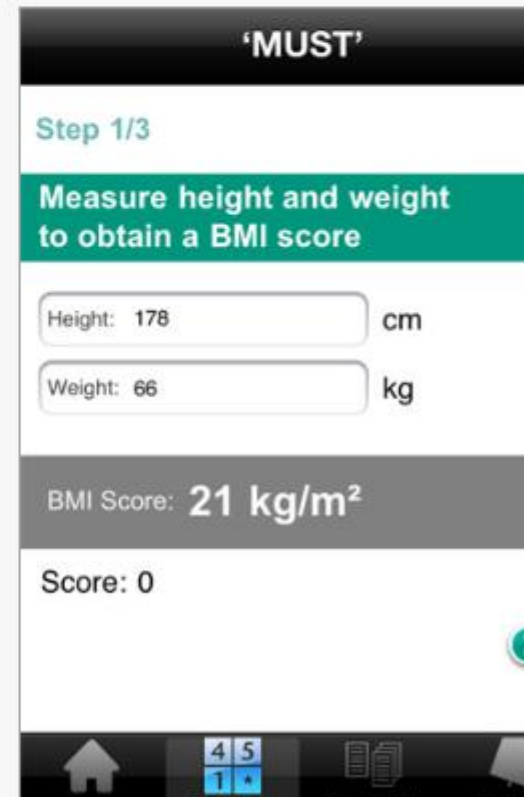 ‘MUST’
Step 1/3
Measure height and weight
to obtain a BMI score
Height: 178 cm
Weight: 66 kg
BMI Score: 21 kg/m²
Score: 0
4 5
1 *